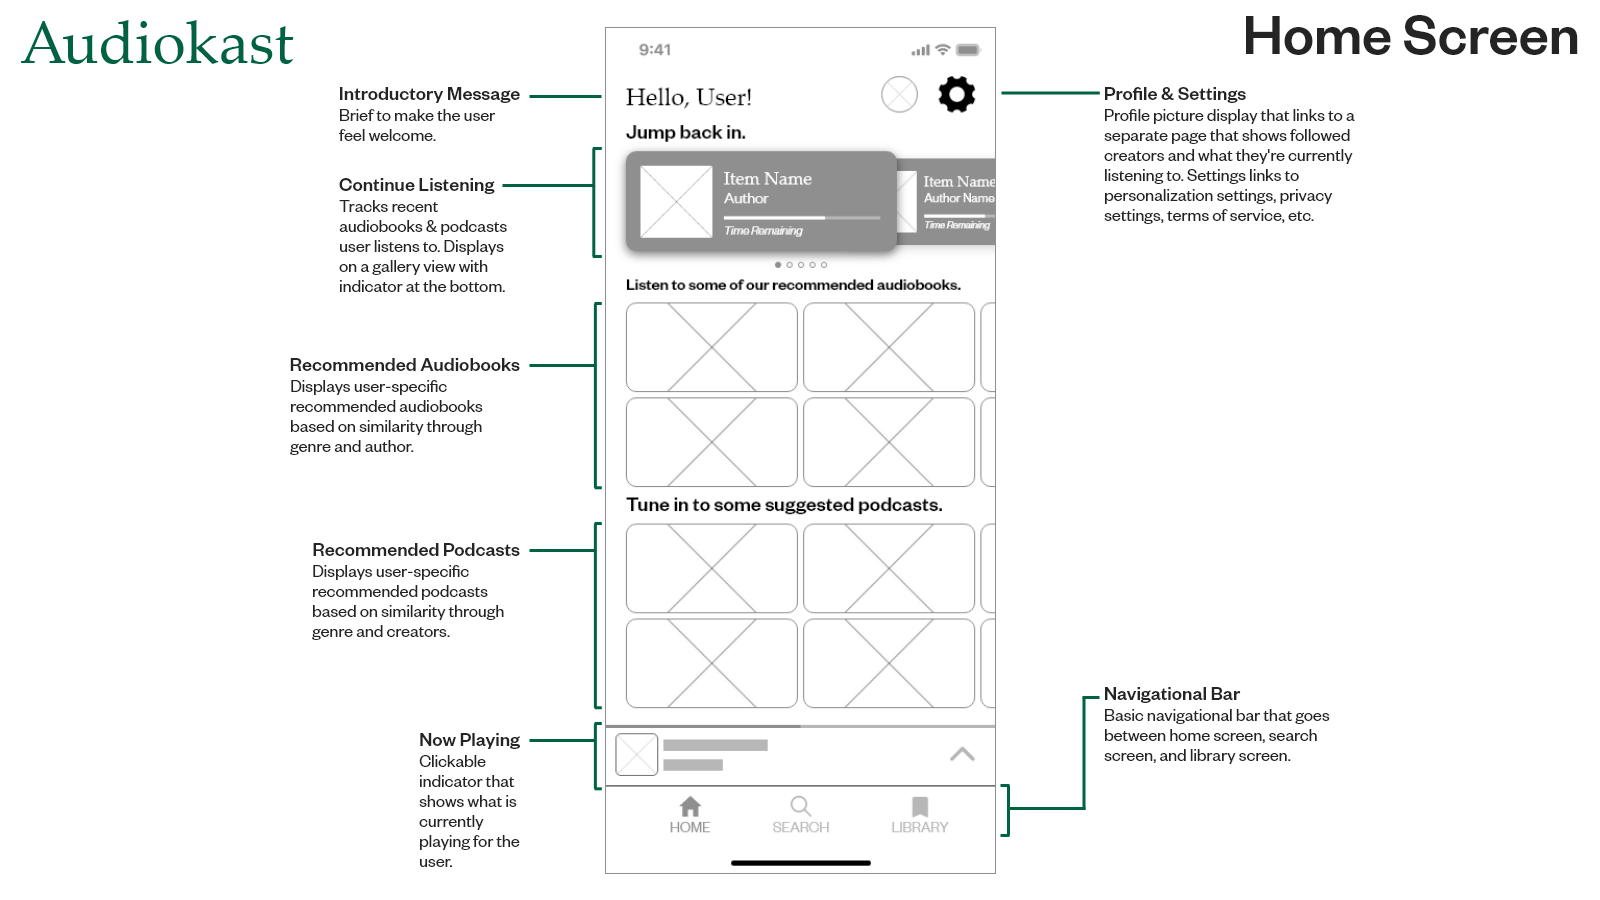 Audiokast
Home Screen
Introductory Message
Brief to make the user
feel welcome.
Continue Listening
Tracks recent
audiobooks & podcasts
user listens to. Displays
on a gallery view with
indicator at the bottom.
Recommended Audiobooks
Displays user-specific
recommended audiobooks
based on similarity through
genre and author.
Recommended Podcasts
Displays user-specific
recommended podcasts
based on similarity through
genre and creators.
Now Playing
Clickable
indicator that
shows what is
currently
playing for the
user.
9:41
Hello, User!
Jump back in.
Item Name
Author
Time Remaining
Item Name
Author Name
Time Remaining
Listen to some of our recommended audiobooks.
Tune in to some suggested podcasts.
HOME
SEARCH
LIBRARY
Profile & Settings
Profile picture display that links to a
separate page that shows followed
creators and what they're currently
listening to. Settings links to
personalization settings, privacy
settings, terms of service, etc.
Navigational Bar
Basic navigational bar that goes
between home screen, search
screen, and library screen.